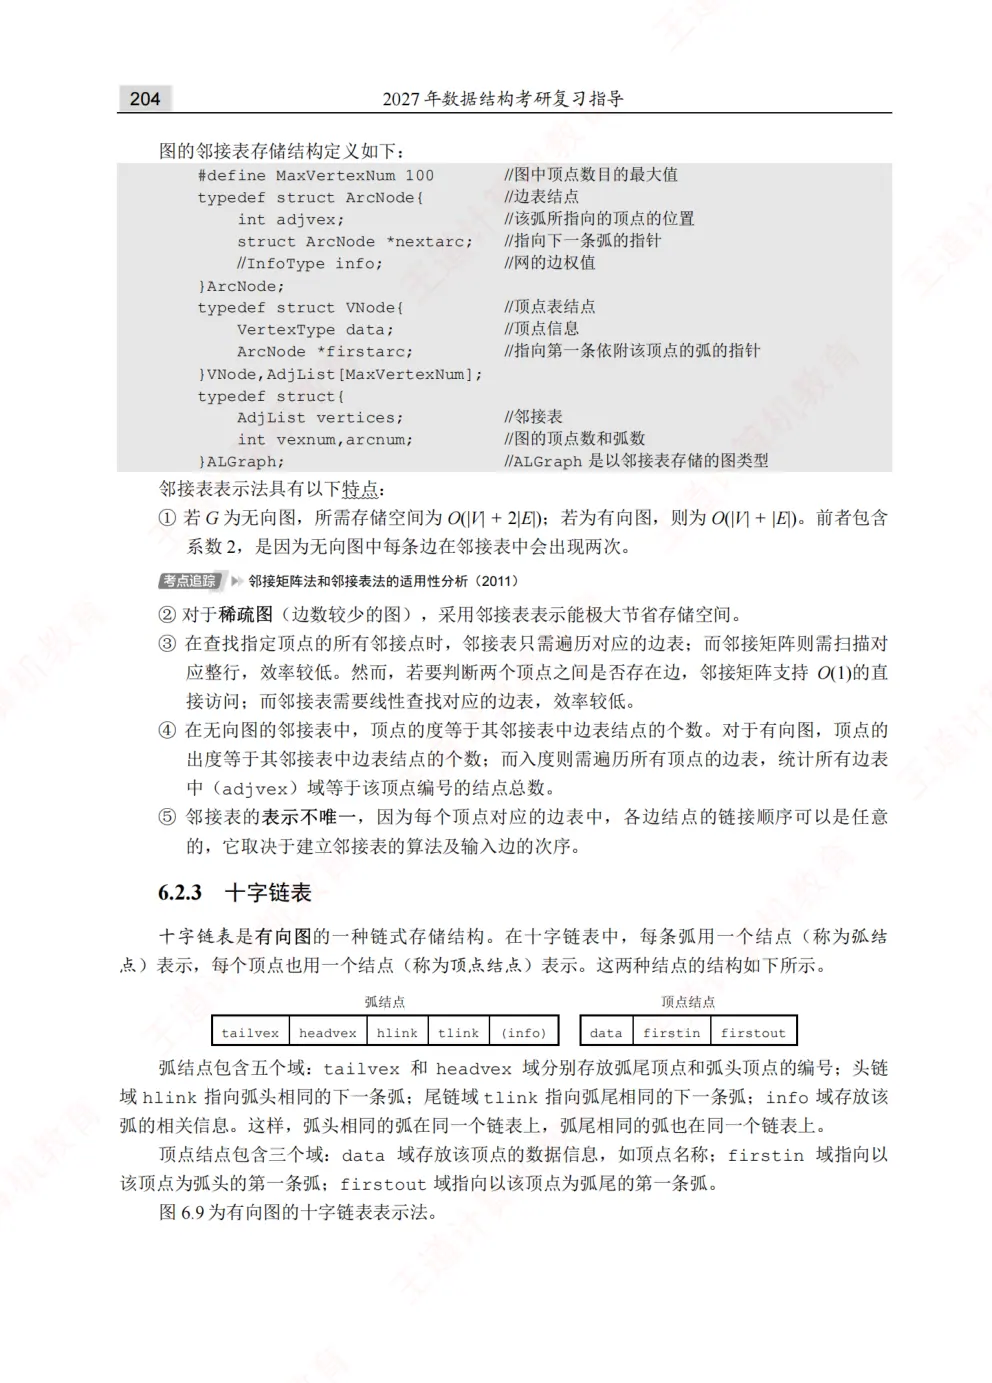 204
2027年数据结构考研复习指导
图的邻接表存储结构定义如下：
#define MaxVertexNum 100 //图中顶点数目的最大值
typedef struct ArcNode{ //边表结点
int adjvex; //该弧所指向的顶点的位置
struct ArcNode *nextarc; //指向下一条弧的指针
//InfoType info; //网的边权值
}ArcNode;
typedef struct VNode{ //顶点表结点
VertexType data; //顶点信息
ArcNode *firstarc; //指向第一条依附该顶点的弧的指针
}VNode,AdjList[MaxVertexNum];
typedef struct{
AdjList vertices; //邻接表
int vexnum,arcnum; //图的顶点数和弧数
}ALGraph; //ALGraph 是以邻接表存储的图类型
邻接表表示法具有以下特点：
① 若 G 为无向图，所需存储空间为 O(|V| + 2|E|)；若为有向图，则为 O(|V| + |E|)。前者包含
系数 2，是因为无向图中每条边在邻接表中会出现两次。
考点追踪 邻接矩阵法和邻接表法的适用性分析（2011）
② 对于稀疏图（边数较少的图），采用邻接表表示能极大节省存储空间。
③ 在查找指定顶点的所有邻接点时，邻接表只需遍历对应的边表；而邻接矩阵则需扫描对
应整行，效率较低。然而，若要判断两个顶点之间是否存在边，邻接矩阵支持 O(1)的直
接访问；而邻接表需要线性查找对应的边表，效率较低。
④ 在无向图的邻接表中，顶点的度等于其邻接表中边表结点的个数。对于有向图，顶点的
出度等于其邻接表中边表结点的个数；而入度则需遍历所有顶点的边表，统计所有边表
中（adjvex）域等于该顶点编号的结点总数。
⑤ 邻接表的表示不唯一，因为每个顶点对应的边表中，各边结点的链接顺序可以是任意
的，它取决于建立邻接表的算法及输入边的次序。
6.2.3 十字链表
十字链表是有向图的一种链式存储结构。在十字链表中，每条弧用一个结点（称为弧结
点）表示，每个顶点也用一个结点（称为顶点结点）表示。这两种结点的结构如下所示。
弧结点 顶点结点
tailvex headvex hlink tlink (info) data firstin firstout
弧结点包含五个域：tailvex 和 headvex 域分别存放弧尾顶点和弧头顶点的编号；头链
域 hlink 指向弧头相同的下一条弧；尾链域 tlink 指向弧尾相同的下一条弧；info 域存放该
弧的相关信息。这样，弧头相同的弧在同一个链表上，弧尾相同的弧也在同一个链表上。
顶点结点包含三个域：data 域存放该顶点的数据信息，如顶点名称；firstin 域指向以
该顶点为弧头的第一条弧；firstout 域指向以该顶点为弧尾的第一条弧。
图 6.9 为有向图的十字链表表示法。